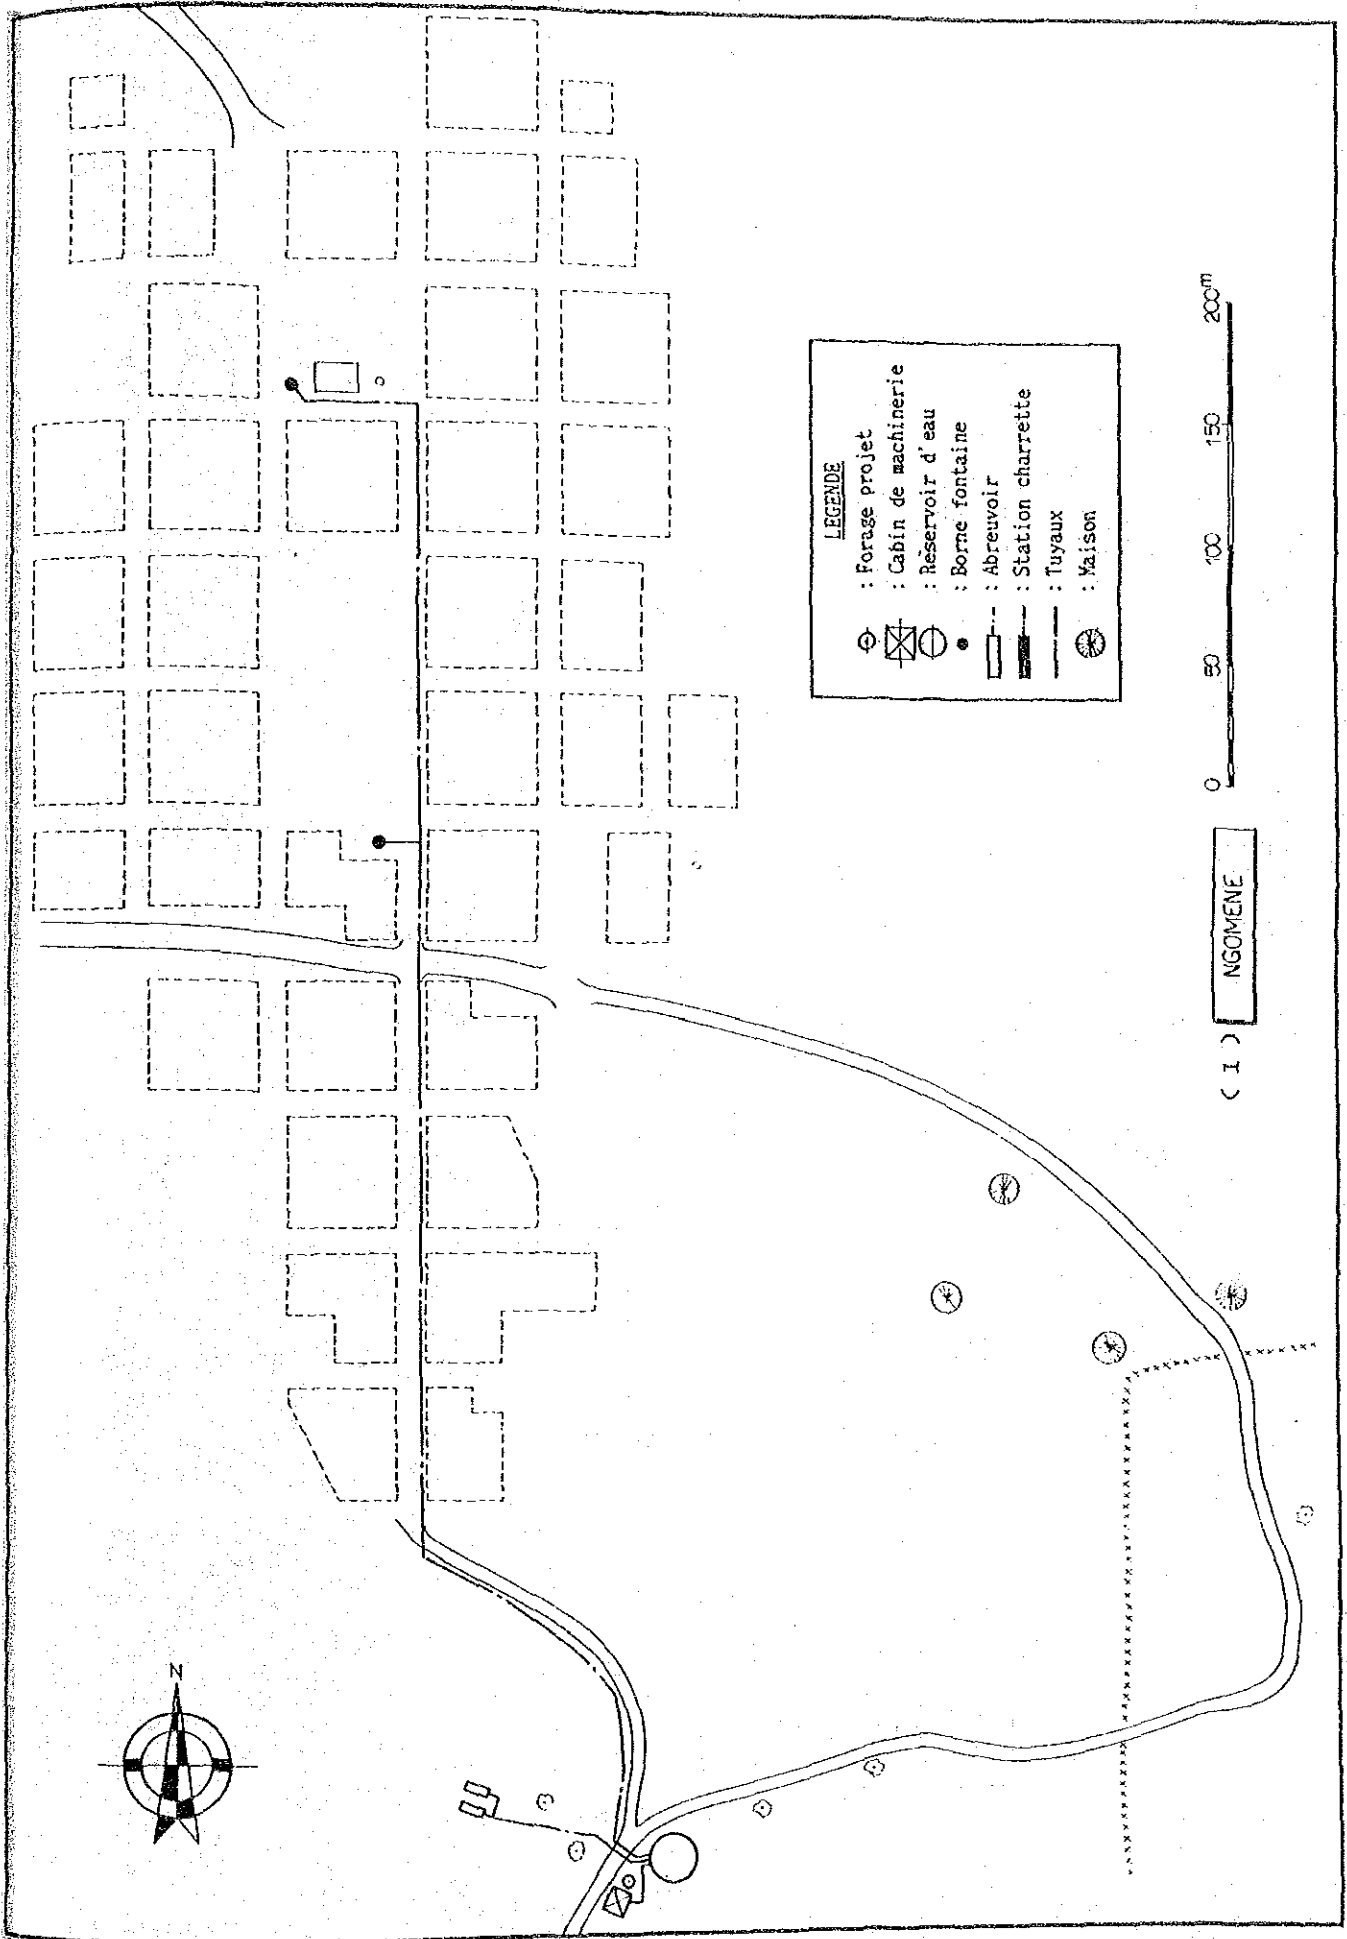 N
LEGENDE
: Forage projet
: Cabin de machinerie
: Réservoir d'eau
: Borne fontaine
: Abreuvoir
: Station charrette
: Tuyaux
: Maison
0 50 100 150 200m
( 1 ) NGOMENE